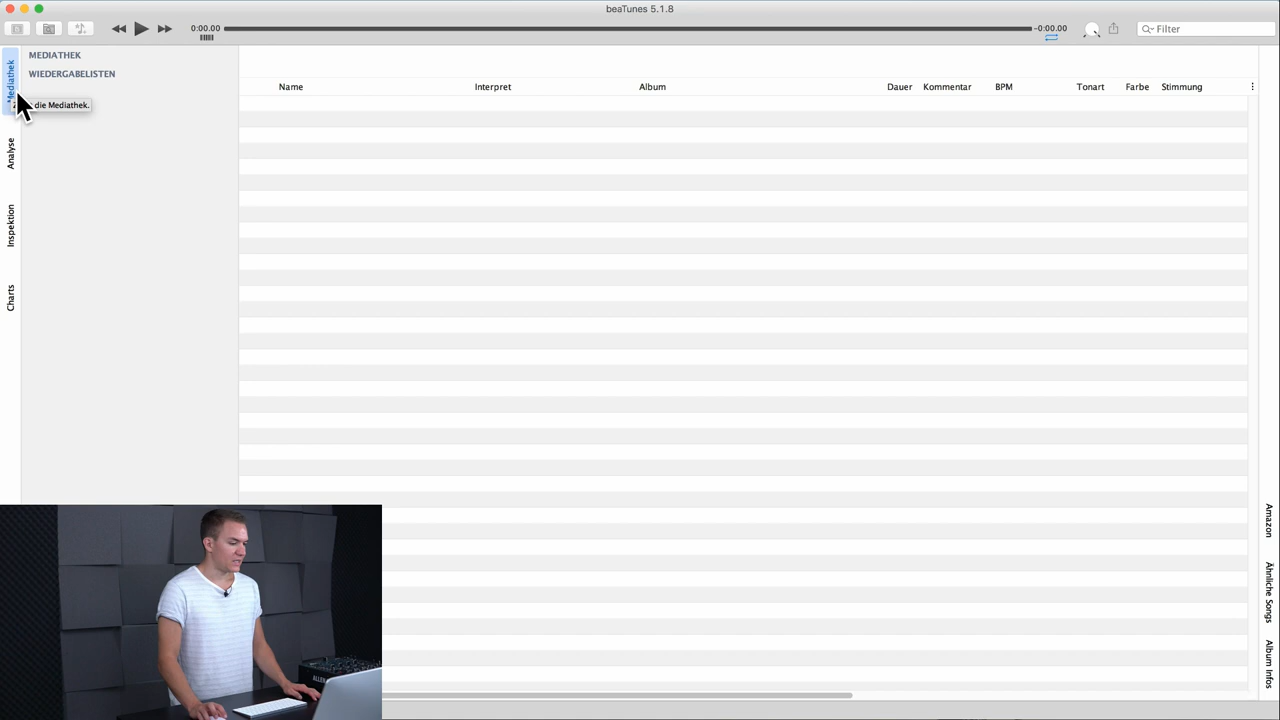 beaTunes 5.1.8
0:00.00
-0:00.00
Filter
Mediathek
MEDIATHEK
WIEDERGABELISTEN
die Mediathek.
Name Interpret Album Dauer Kommentar BPM Tonart Farbe Stimmung
Analyse
Inspektion
Charts
Amazon
Ähnliche Songs
Album Infos
ALLEN